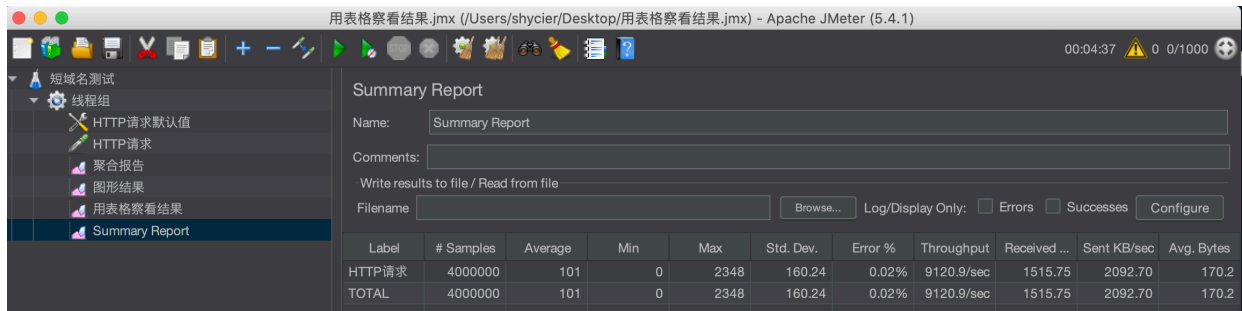 用表格察看结果.jmx (/Users/shycier/Desktop/用表格察看结果.jmx) - Apache JMeter (5.4.1)
STOP 00:04:37 0 0/1000
短域名测试
线程组
HTTP请求默认值
HTTP请求
聚合报告
图形结果
用表格察看结果
Summary Report
Summary Report
Name: Summary Report
Comments:
Write results to file / Read from file
Filename Browse... Log/Display Only: Errors Successes Configure
Label # Samples Average Min Max Std. Dev. Error % Throughput Received ... Sent KB/sec Avg. Bytes
HTTP请求 4000000 101 0 2348 160.24 0.02% 9120.9/sec 1515.75 2092.70 170.2
TOTAL 4000000 101 0 2348 160.24 0.02% 9120.9/sec 1515.75 2092.70 170.2